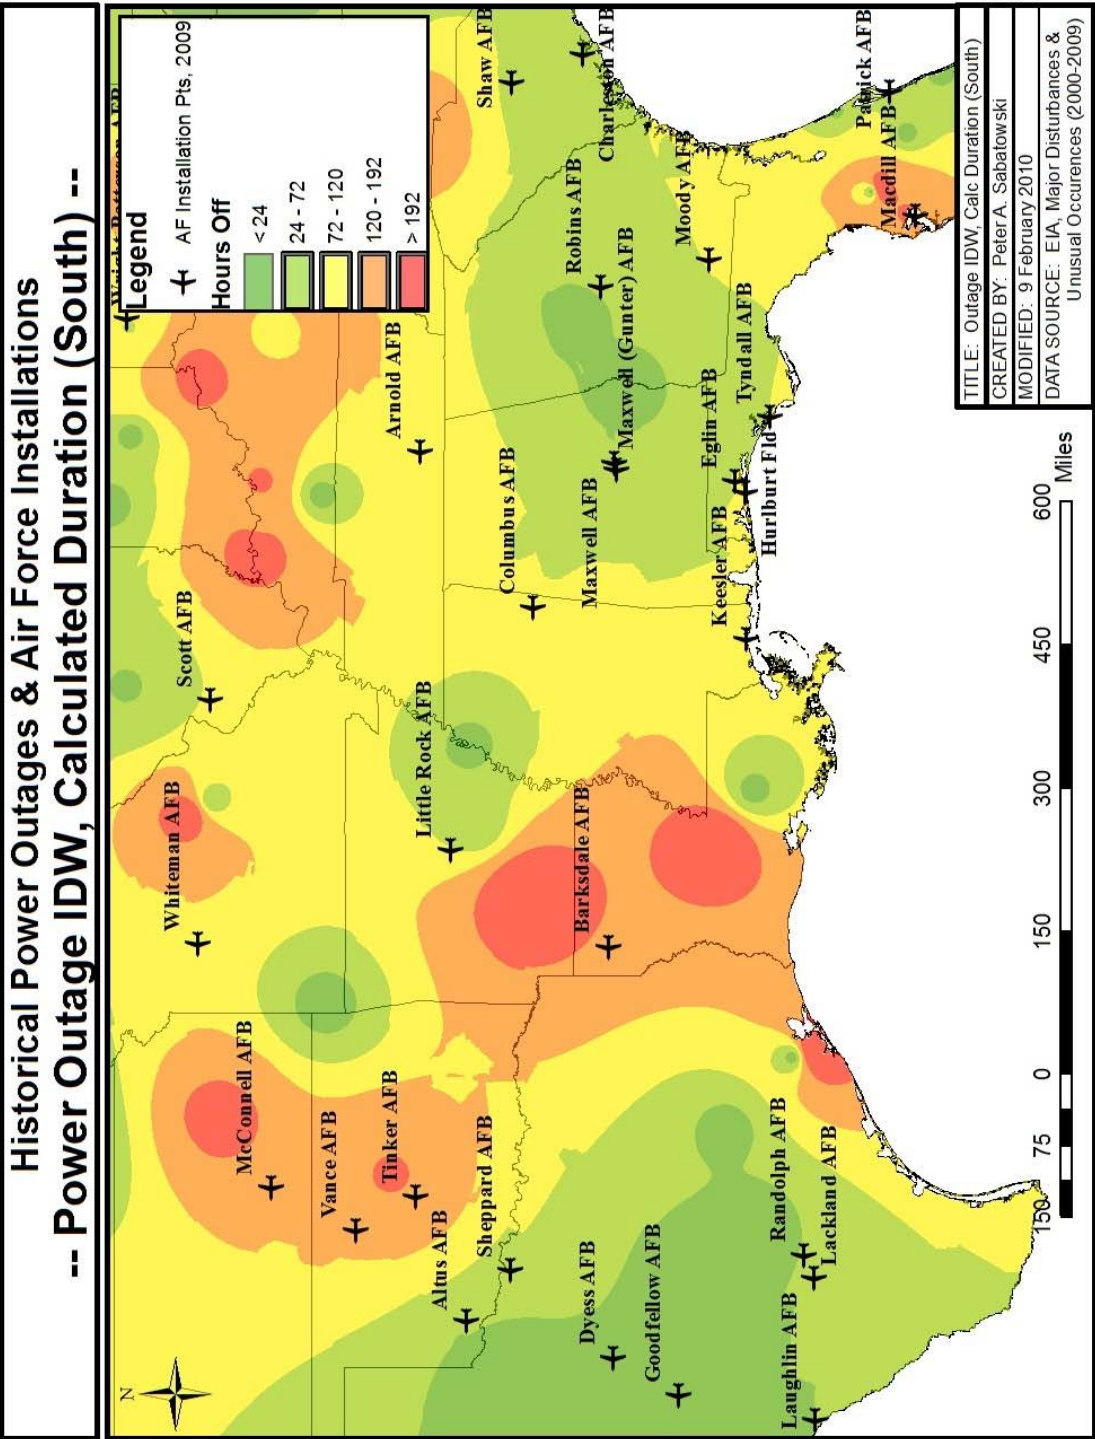 Historical Power Outages & Air Force Installations
-- Power Outage IDW, Calculated Duration (South) --
N
Wright-Patterson AFB
Legend
AF Installation Pts, 2009
Hours Off
< 24
24 - 72
72 - 120
120 - 192
> 192
Whiteman AFB
Scott AFB
McConnell AFB
Vance AFB
Tinker AFB
Altus AFB
Sheppard AFB
Little Rock AFB
Arnold AFB
Columbus AFB
Shaw AFB
Charleston AFB
Dyess AFB
Goodfellow AFB
Barksdale AFB
Maxwell AFB
Maxwell (Gunter) AFB
Robins AFB
Moody AFB
Laughlin AFB
Randolph AFB
Lackland AFB
Keesler AFB
Eglin AFB
Hurlburt Fld
Tyndall AFB
Macdill AFB
Patrick AFB
150 75 0 150 300 450 600
Miles
TITLE: Outage IDW, Calc Duration (South)
CREATED BY: Peter A. Sabatowski
MODIFIED: 9 February 2010
DATA SOURCE: EIA, Major Distubances &
Unusual Occurences (2000-2009)